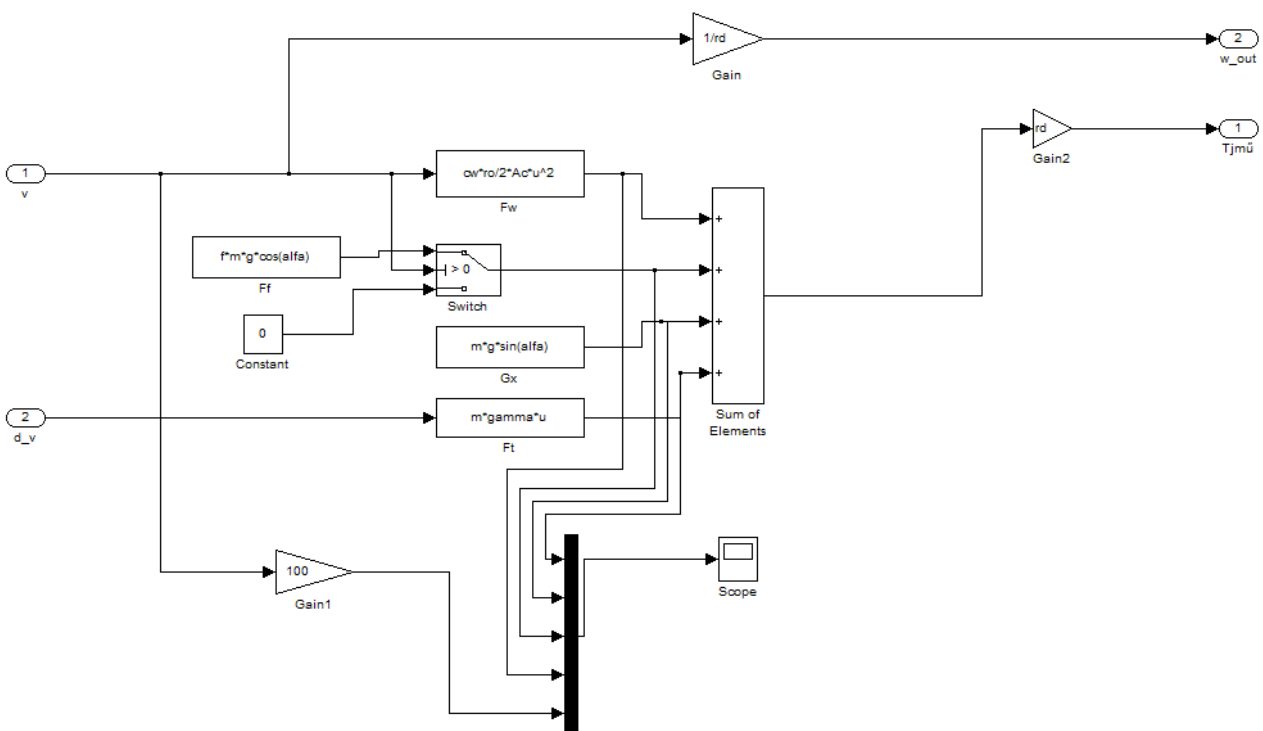 1/rd
Gain
2
w_out
rd
Gain2
1
Tjmű
1
v
cw*ro/2*Ac*u^2
Fw
+
f*m*g*cos(alfa)
Ff
> 0
Switch
+
0
Constant
m*g*sin(alfa)
Gx
+
+
Sum of
Elements
2
d_v
m*gamma*u
Ft
100
Gain1
Scope